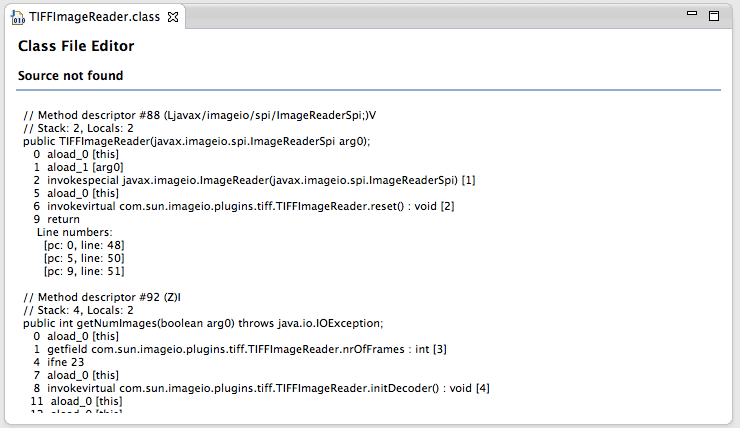 TIFFImageReader.class
Class File Editor
Source not found
// Method descriptor #88 (Ljavax/imageio/spi/ImageReaderSpi;)V
// Stack: 2, Locals: 2
public TIFFImageReader(javax.imageio.spi.ImageReaderSpi arg0);
0 aload_0 [this]
1 aload_1 [arg0]
2 invokespecial javax.imageio.ImageReader(javax.imageio.spi.ImageReaderSpi) [1]
5 aload_0 [this]
6 invokevirtual com.sun.imageio.plugins.tiff.TIFFImageReader.reset() : void [2]
9 return
Line numbers:
[pc: 0, line: 48]
[pc: 5, line: 50]
[pc: 9, line: 51]
// Method descriptor #92 (Z)I
// Stack: 4, Locals: 2
public int getNumImages(boolean arg0) throws java.io.IOException;
0 aload_0 [this]
1 getfield com.sun.imageio.plugins.tiff.TIFFImageReader.nrOfFrames : int [3]
4 ifne 23
7 aload_0 [this]
8 invokevirtual com.sun.imageio.plugins.tiff.TIFFImageReader.initDecoder() : void [4]
11 aload_0 [this]
12 aload_0 [this]